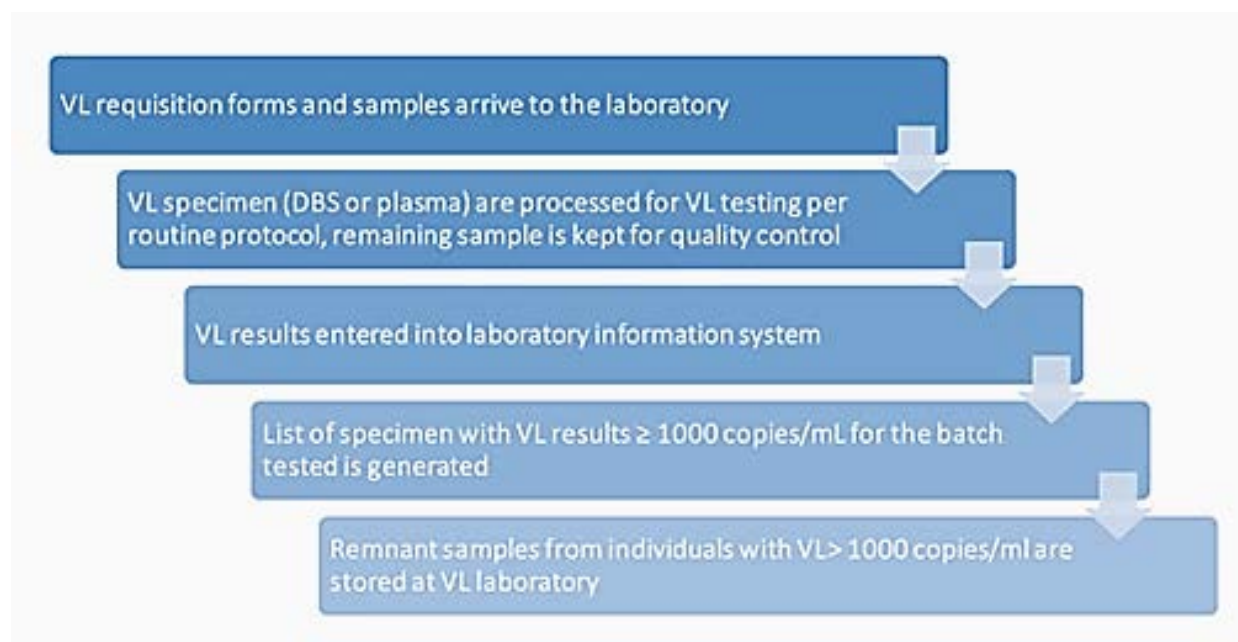 VL requisition forms and samples arrive to the laboratory
VL specimen (DBS or plasma) are processed for VL testing per
routine protocol, remaining sample is kept for quality control
VL results entered into laboratory information system
List of specimen with VL results ≥ 1000 copies/mL for the batch
tested is generated
Remnant samples from individuals with VL> 1000 copies/ml are
stored at VL laboratory